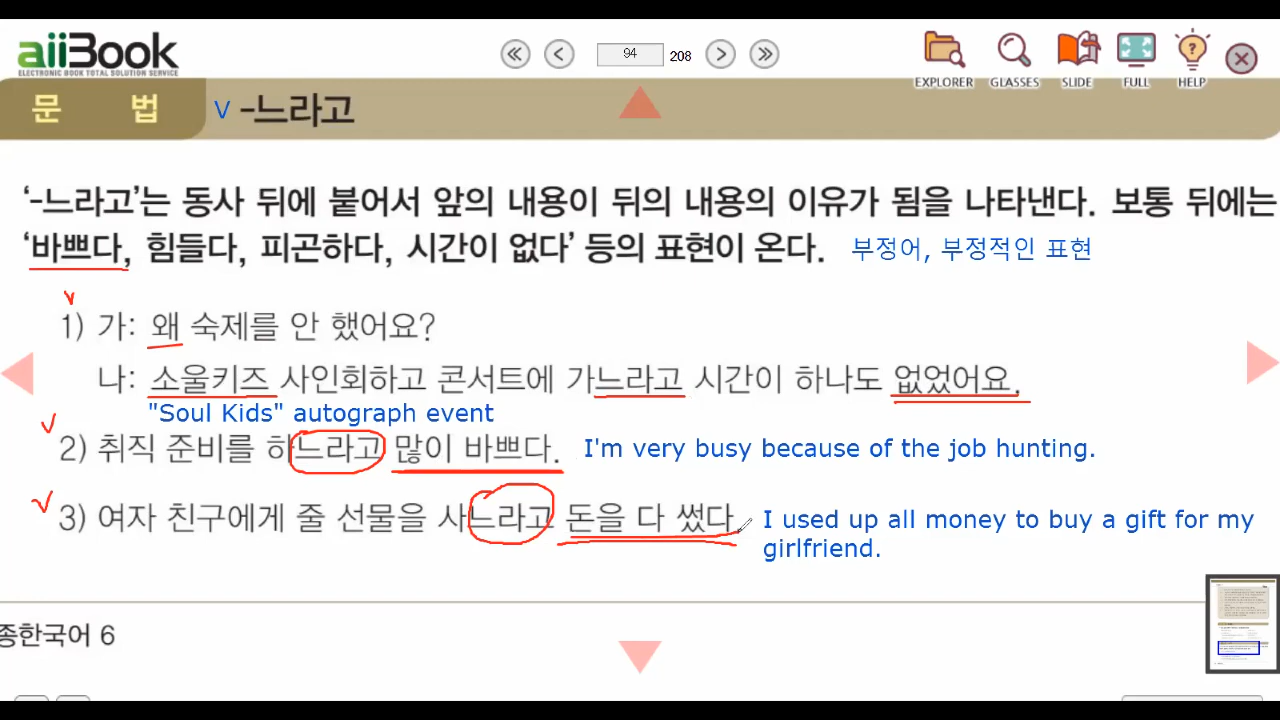 aiiBook
ELECTRONIC BOOK TOTAL SOLUTION SERVICE
94 208
EXPLORER GLASSES SLIDE FULL HELP
문 법 V -느라고
‘-느라고’는 동사 뒤에 붙어서 앞의 내용이 뒤의 내용의 이유가 됨을 나타낸다. 보통 뒤에는
‘바쁘다, 힘들다, 피곤하다, 시간이 없다’ 등의 표현이 온다. 부정어, 부정적인 표현
1) 가: 왜 숙제를 안 했어요?
나: 소울키즈 사인회하고 콘서트에 가느라고 시간이 하나도 없었어요.
"Soul Kids" autograph event
2) 취직 준비를 하느라고 많이 바쁘다. I'm very busy because of the job hunting.
3) 여자 친구에게 줄 선물을 사느라고 돈을 다 썼다. I used up all money to buy a gift for my
girlfriend.
종한국어 6